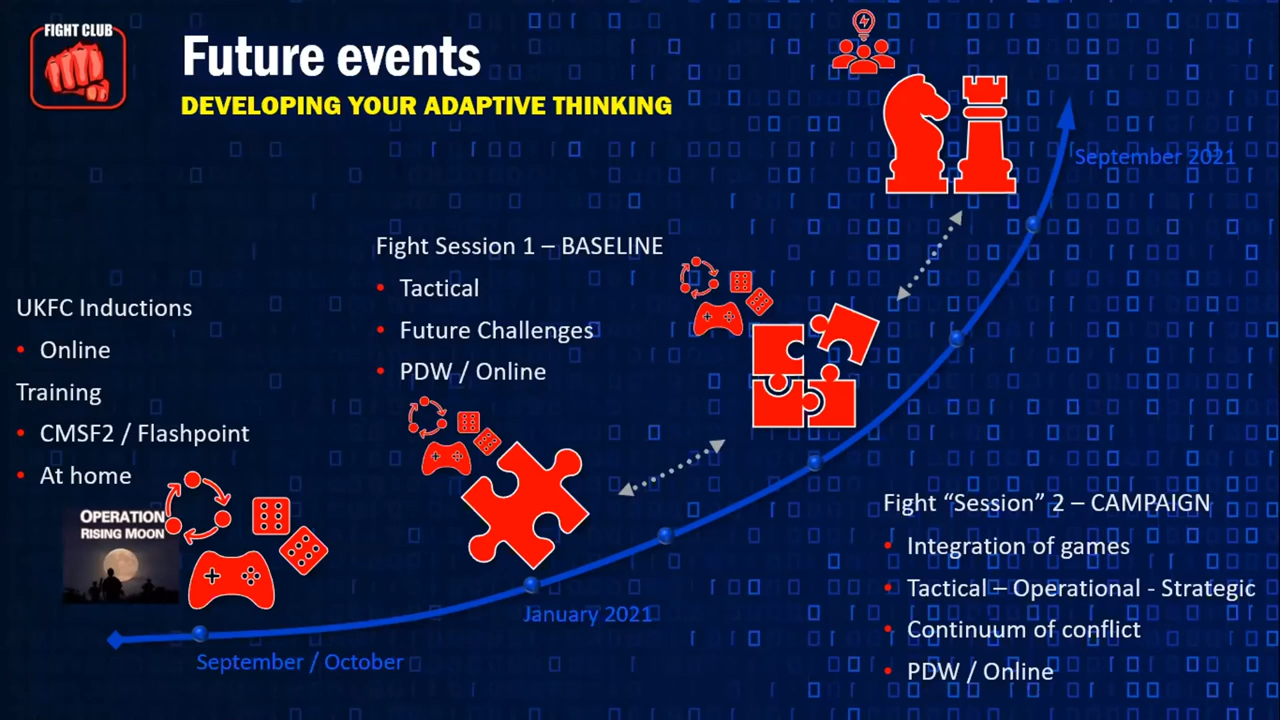 FIGHT CLUB
Future events
DEVELOPING YOUR ADAPTIVE THINKING
September 2021
Fight Session 1 – BASELINE
• Tactical
• Future Challenges
• PDW / Online
UKFC Inductions
• Online
Training
• CMSF2 / Flashpoint
• At home
OPERATION
RISING MOON
Fight “Session” 2 – CAMPAIGN
• Integration of games
• Tactical – Operational - Strategic
• Continuum of conflict
• PDW / Online
January 2021
September / October